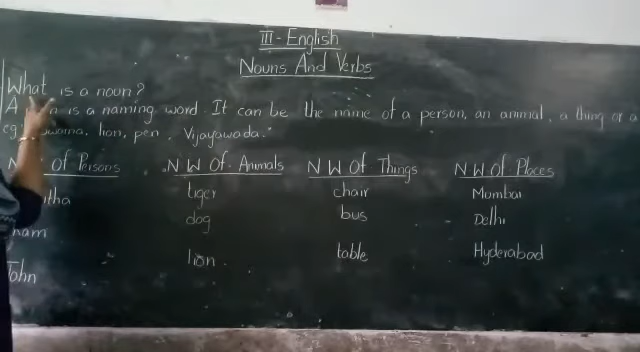 III - English
Nouns And Verbs
What is a noun?
A is a naming word. It can be the name of a person, an animal, a thing or a
eg. lion, pen, Vijayawada.
N Of Persons N W Of Animals N W Of Things N W Of Places
tiger chair Mumbai
dog bus Delhi
lion table Hyderabad
John